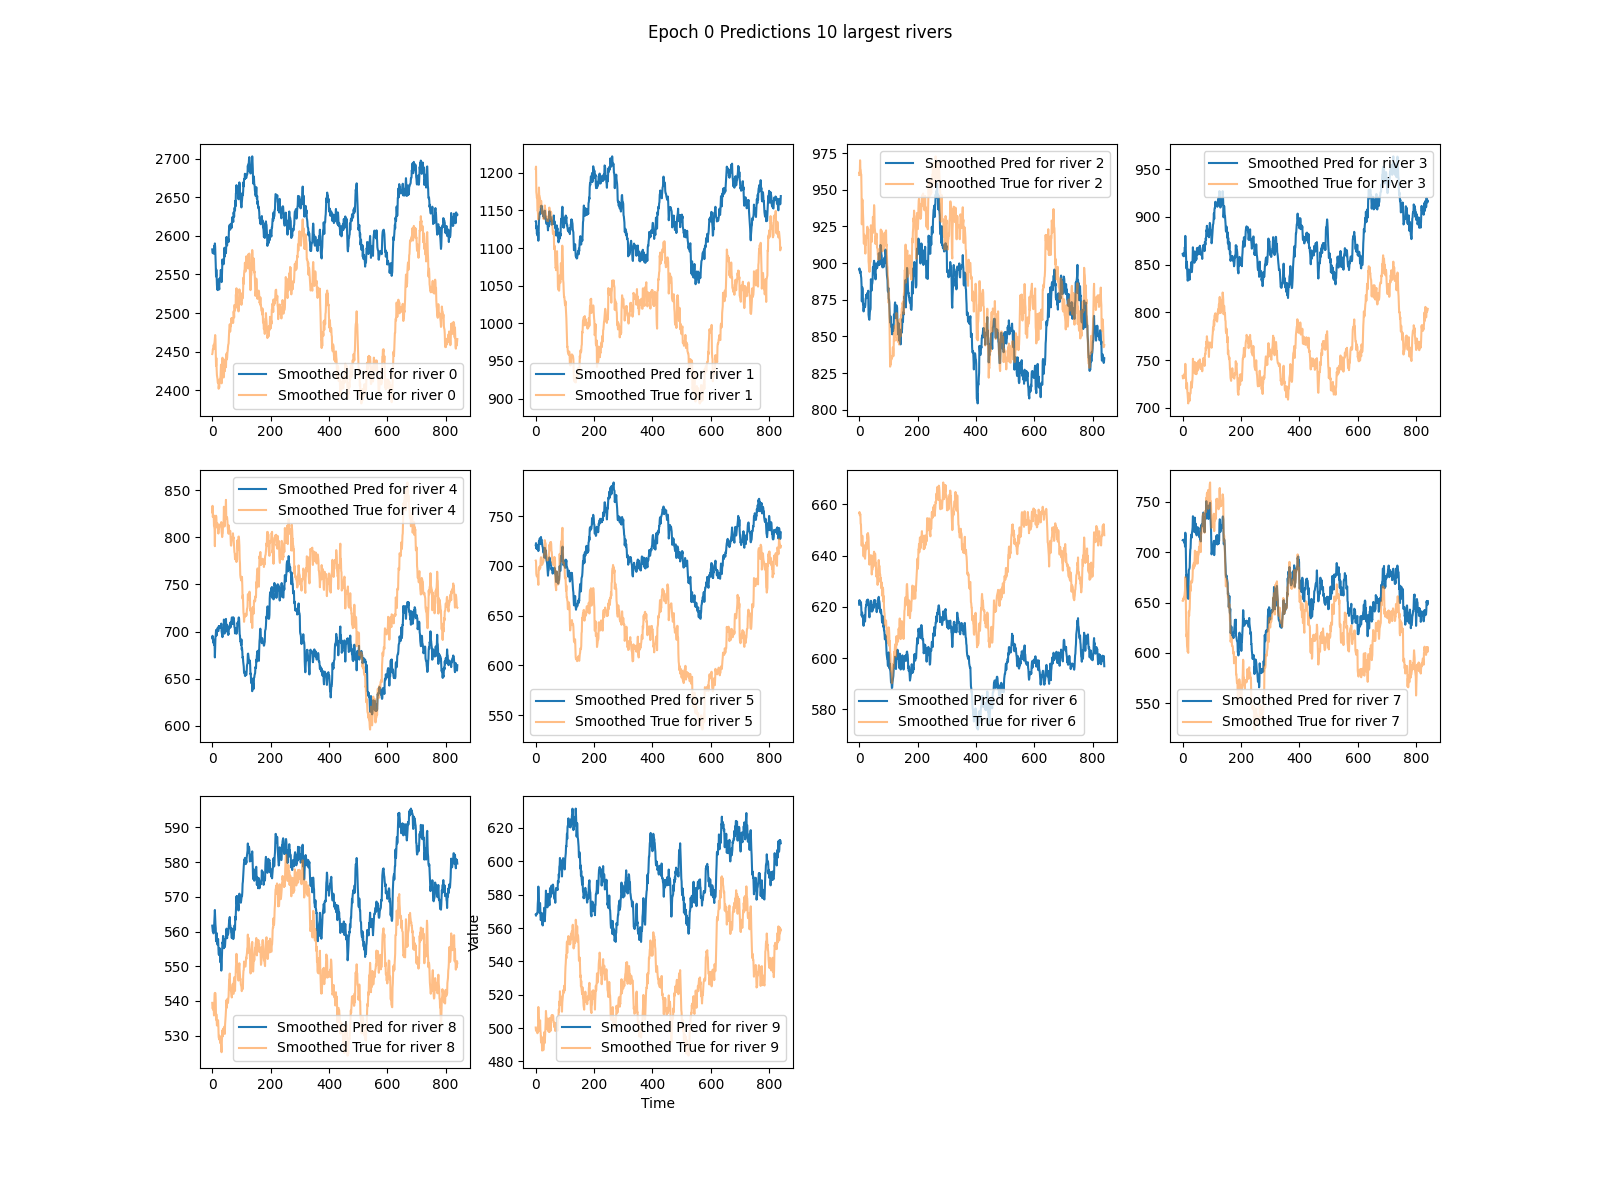 Epoch 0 Predictions 10 largest rivers
2700
2650
2600
2550
2500
2450
2400
Smoothed Pred for river 0
Smoothed True for river 0
0 200 400 600 800
1200
1150
1100
1050
1000
950
900
Smoothed Pred for river 1
Smoothed True for river 1
0 200 400 600 800
975
950
925
900
875
850
825
800
Smoothed Pred for river 2
Smoothed True for river 2
0 200 400 600 800
950
900
850
800
750
700
Smoothed Pred for river 3
Smoothed True for river 3
0 200 400 600 800
850
800
750
700
650
600
Smoothed Pred for river 4
Smoothed True for river 4
0 200 400 600 800
750
700
650
600
550
Smoothed Pred for river 5
Smoothed True for river 5
0 200 400 600 800
660
640
620
600
580
Smoothed Pred for river 6
Smoothed True for river 6
0 200 400 600 800
750
700
650
600
550
Smoothed Pred for river 7
Smoothed True for river 7
0 200 400 600 800
590
580
570
560
550
540
530
Smoothed Pred for river 8
Smoothed True for river 8
0 200 400 600 800
Value
620
600
580
560
540
520
500
480
Smoothed Pred for river 9
Smoothed True for river 9
0 200 400 600 800
Time